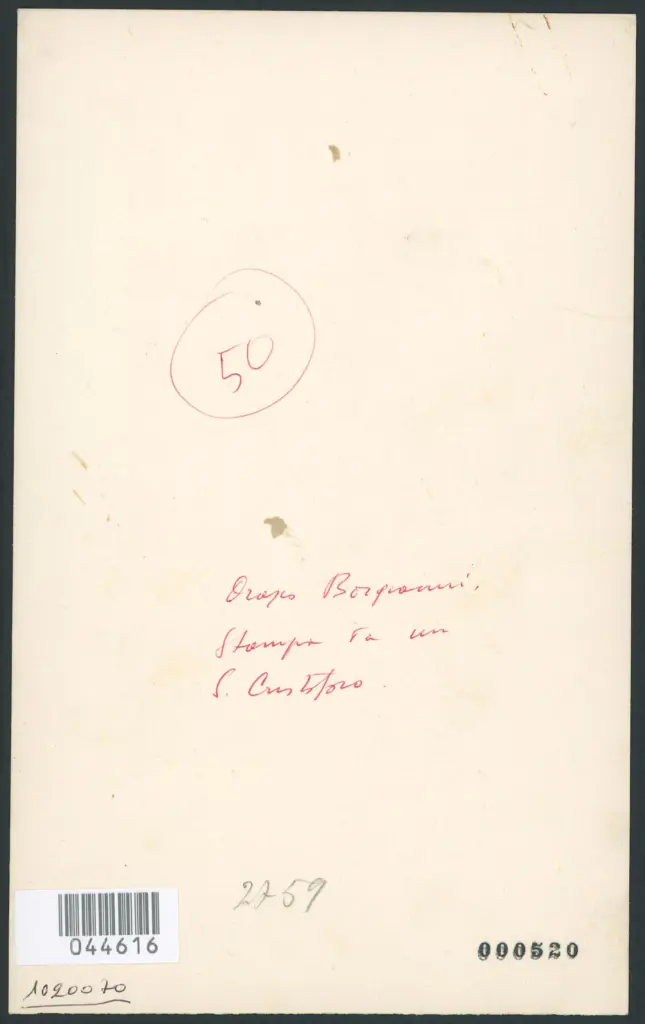 50
Orazio Borgianni,
Stampa da un
S. Cristoforo.
2759
044616
000520
1020070